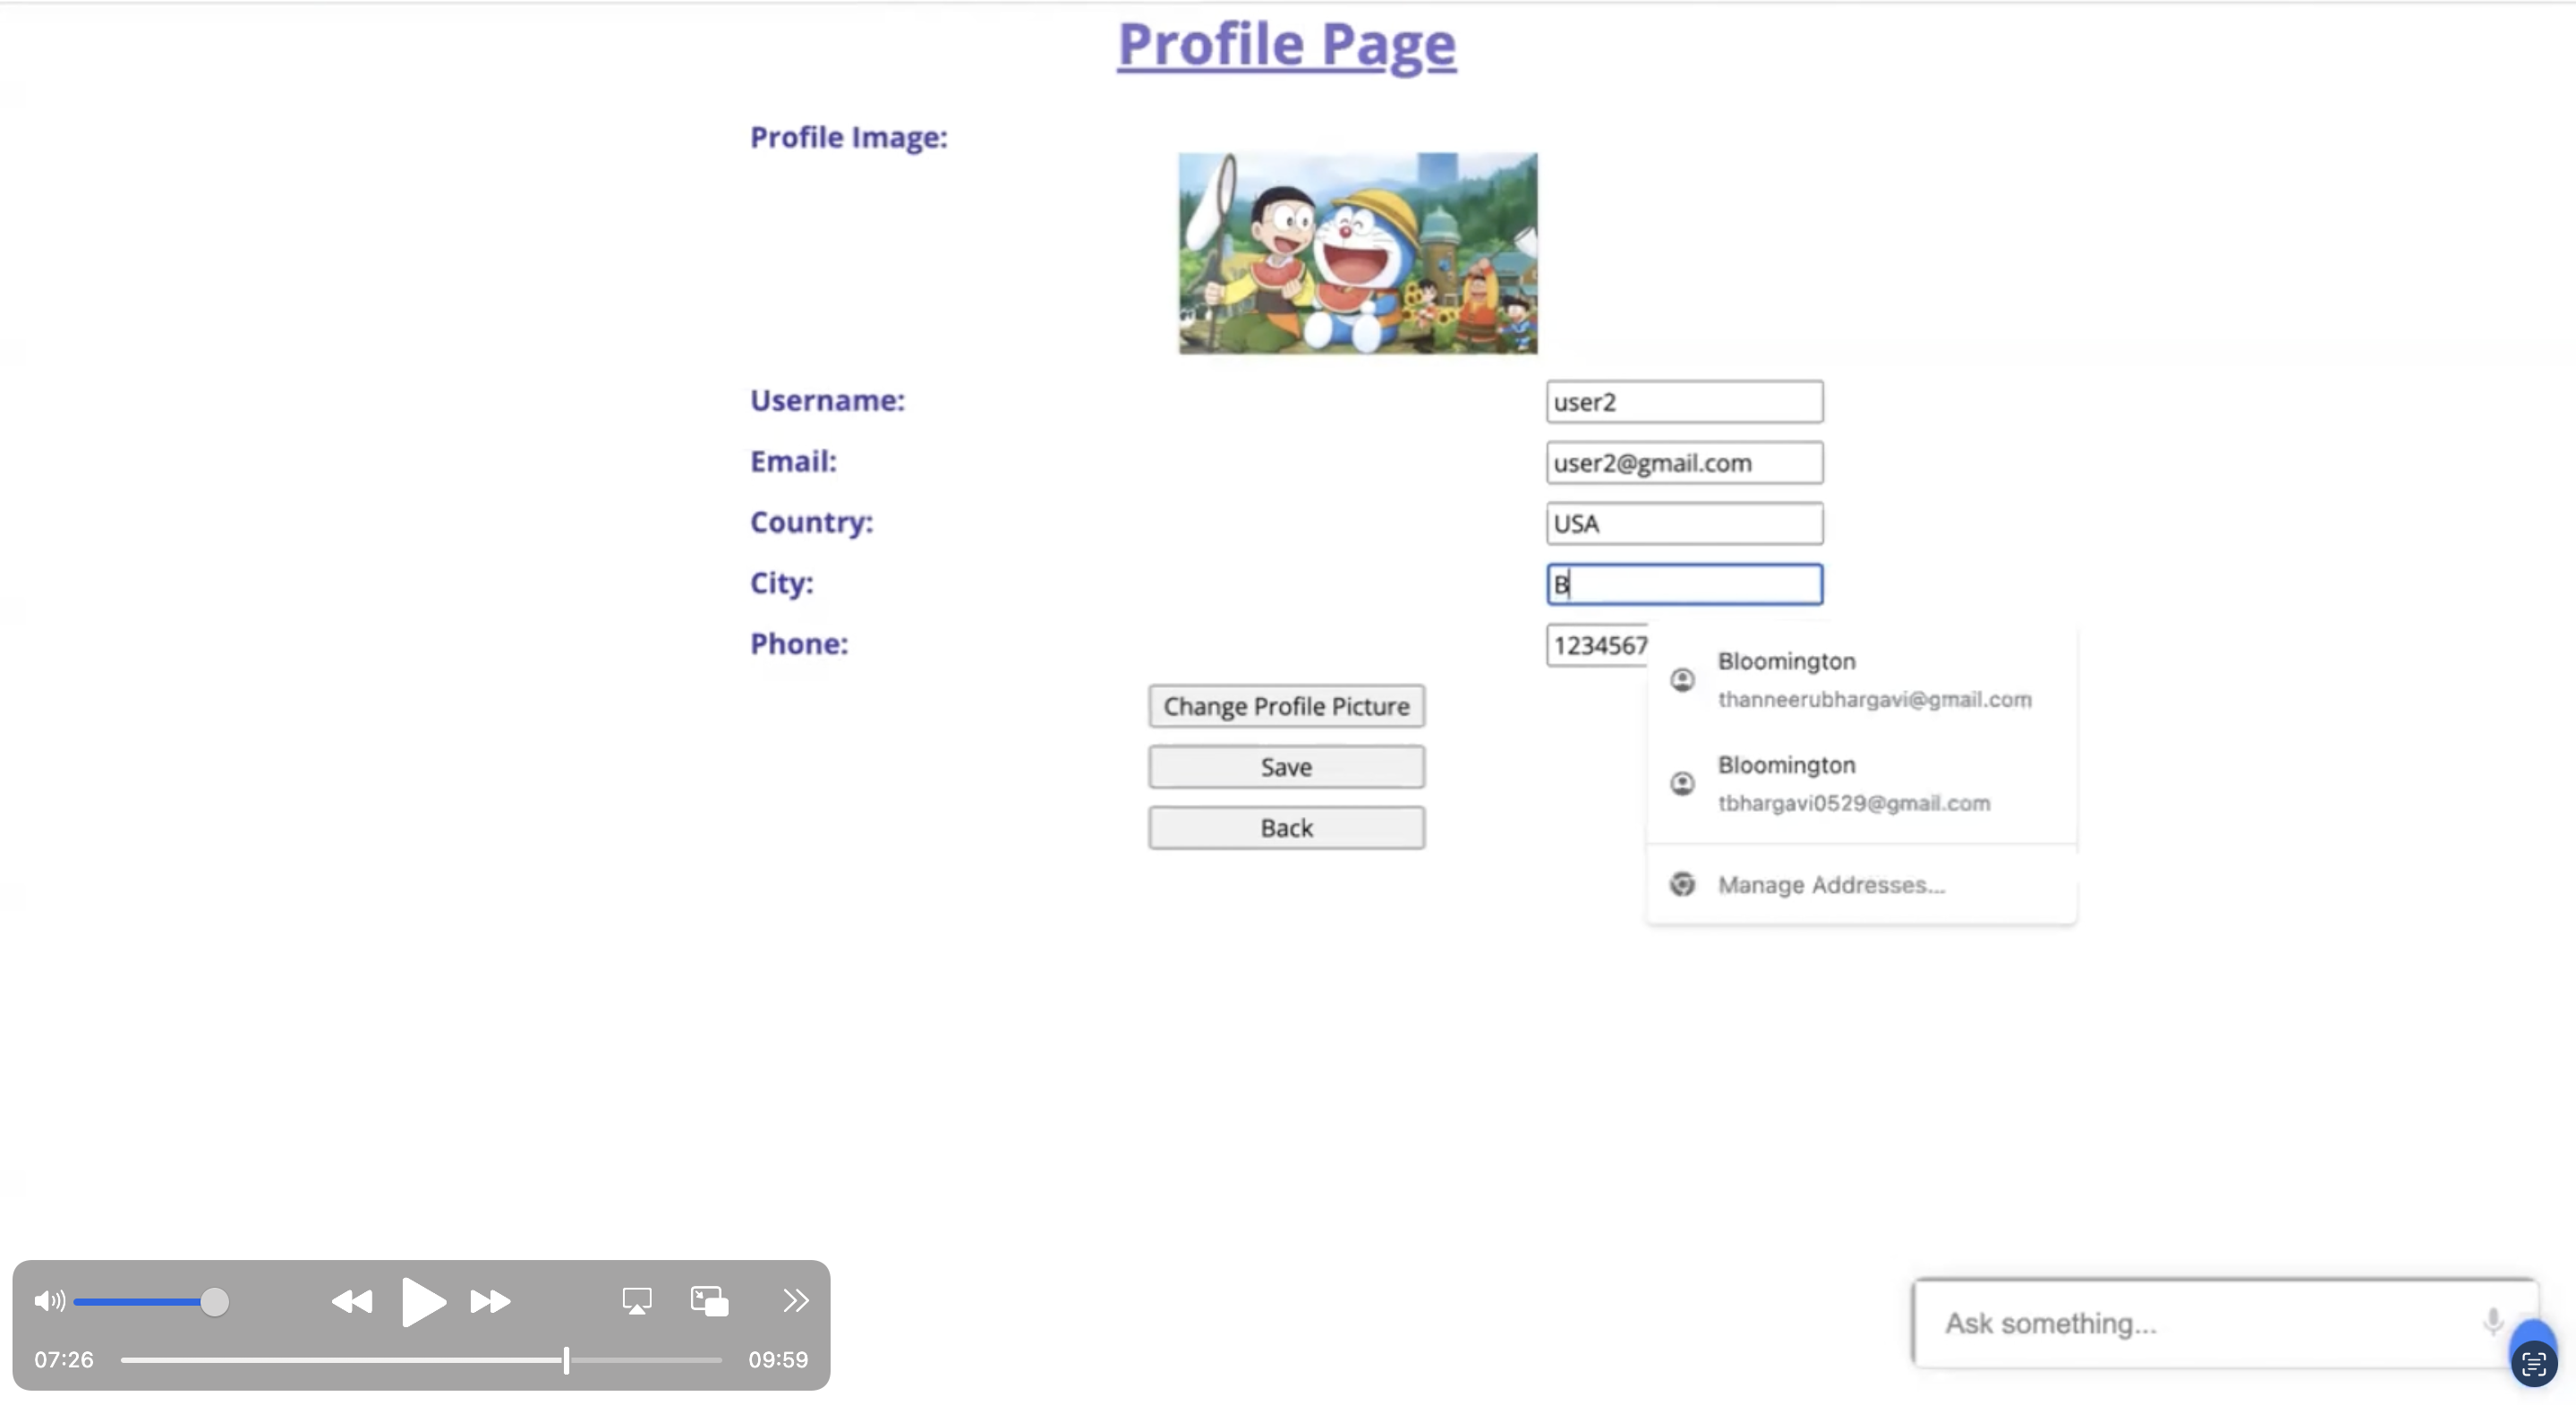 Profile Page
Profile Image:
Username:
user2
Email:
user2@gmail.com
Country:
USA
City:
B
Phone:
1234567
Bloomington
thanneerubhargavi@gmail.com
Bloomington
tbhargavi0529@gmail.com
Manage Addresses...
Change Profile Picture
Save
Back
Ask something...
07:26
09:59